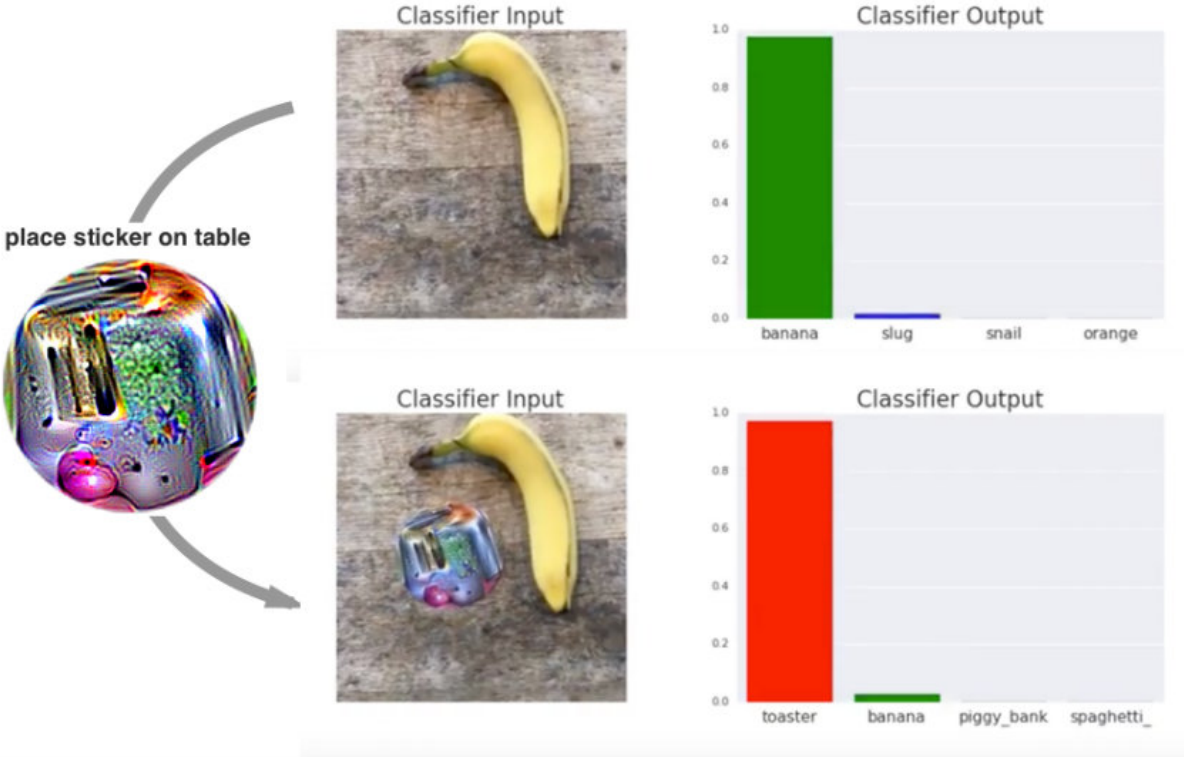 Classifier Input
Classifier Output
1.0
0.8
0.6
0.4
0.2
0.0
banana slug snail orange
place sticker on table
Classifier Input
Classifier Output
1.0
0.8
0.6
0.4
0.2
0.0
toaster banana piggy_bank spaghetti_